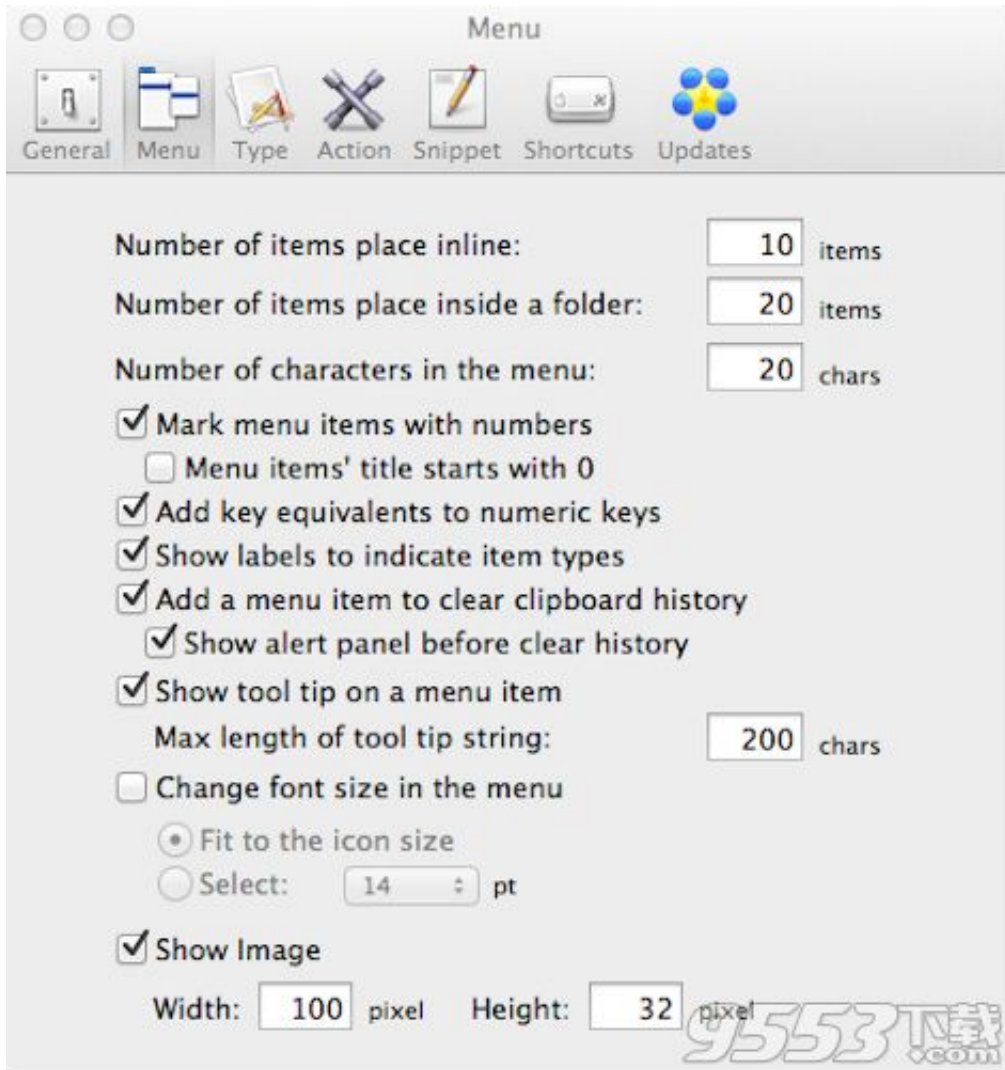 Menu
General Menu Type Action Snippet Shortcuts Updates
Number of items place inline: 10 items
Number of items place inside a folder: 20 items
Number of characters in the menu: 20 chars
Mark menu items with numbers
Menu items' title starts with 0
Add key equivalents to numeric keys
Show labels to indicate item types
Add a menu item to clear clipboard history
Show alert panel before clear history
Show tool tip on a menu item
Max length of tool tip string: 200 chars
Change font size in the menu
Fit to the icon size
Select: 14 pt
Show Image
Width: 100 pixel Height: 32 pixel
9553下载
.com